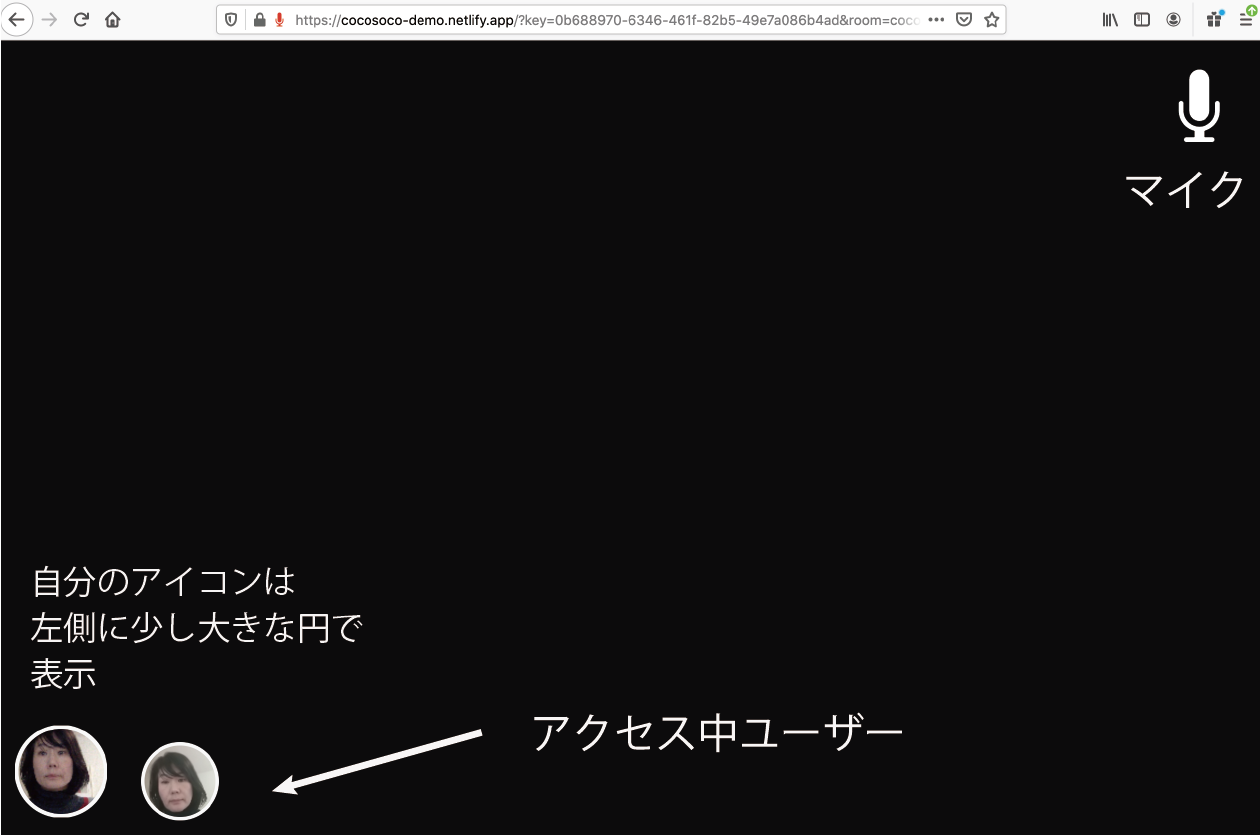 https://cocosoco-demo.netlify.app/?key=0b688970-6346-461f-82b5-49e7a086b4ad&room=coco
マイク
自分のアイコンは
左側に少し大きな円で
表示
アクセス中ユーザー